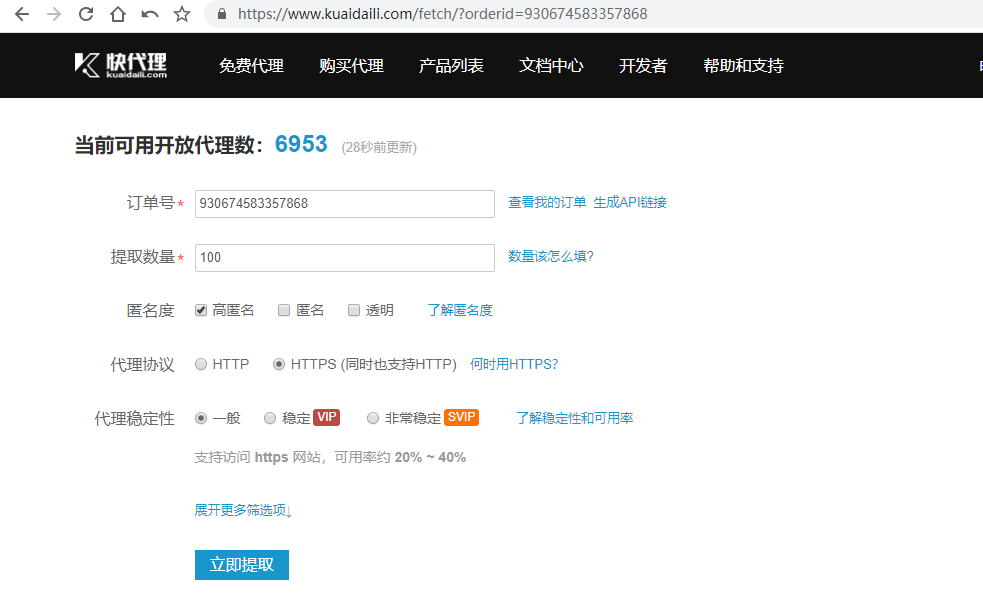 https://www.kuaidaili.com/fetch/?orderid=930674583357868
快代理 kuaidaili.com 免费代理 购买代理 产品列表 文档中心 开发者 帮助和支持
当前可用开放代理数：6953 (28秒前更新)
订单号* 930674583357868 查看我的订单 生成API链接
提取数量* 100 数量该怎么填?
匿名度 高匿名 匿名 透明 了解匿名度
代理协议 HTTP HTTPS (同时也支持HTTP) 何时用HTTPS?
代理稳定性 一般 稳定 VIP 非常稳定 SVIP 了解稳定性和可用率
支持访问 https 网站，可用率约 20% ~ 40%
展开更多筛选项↓
立即提取